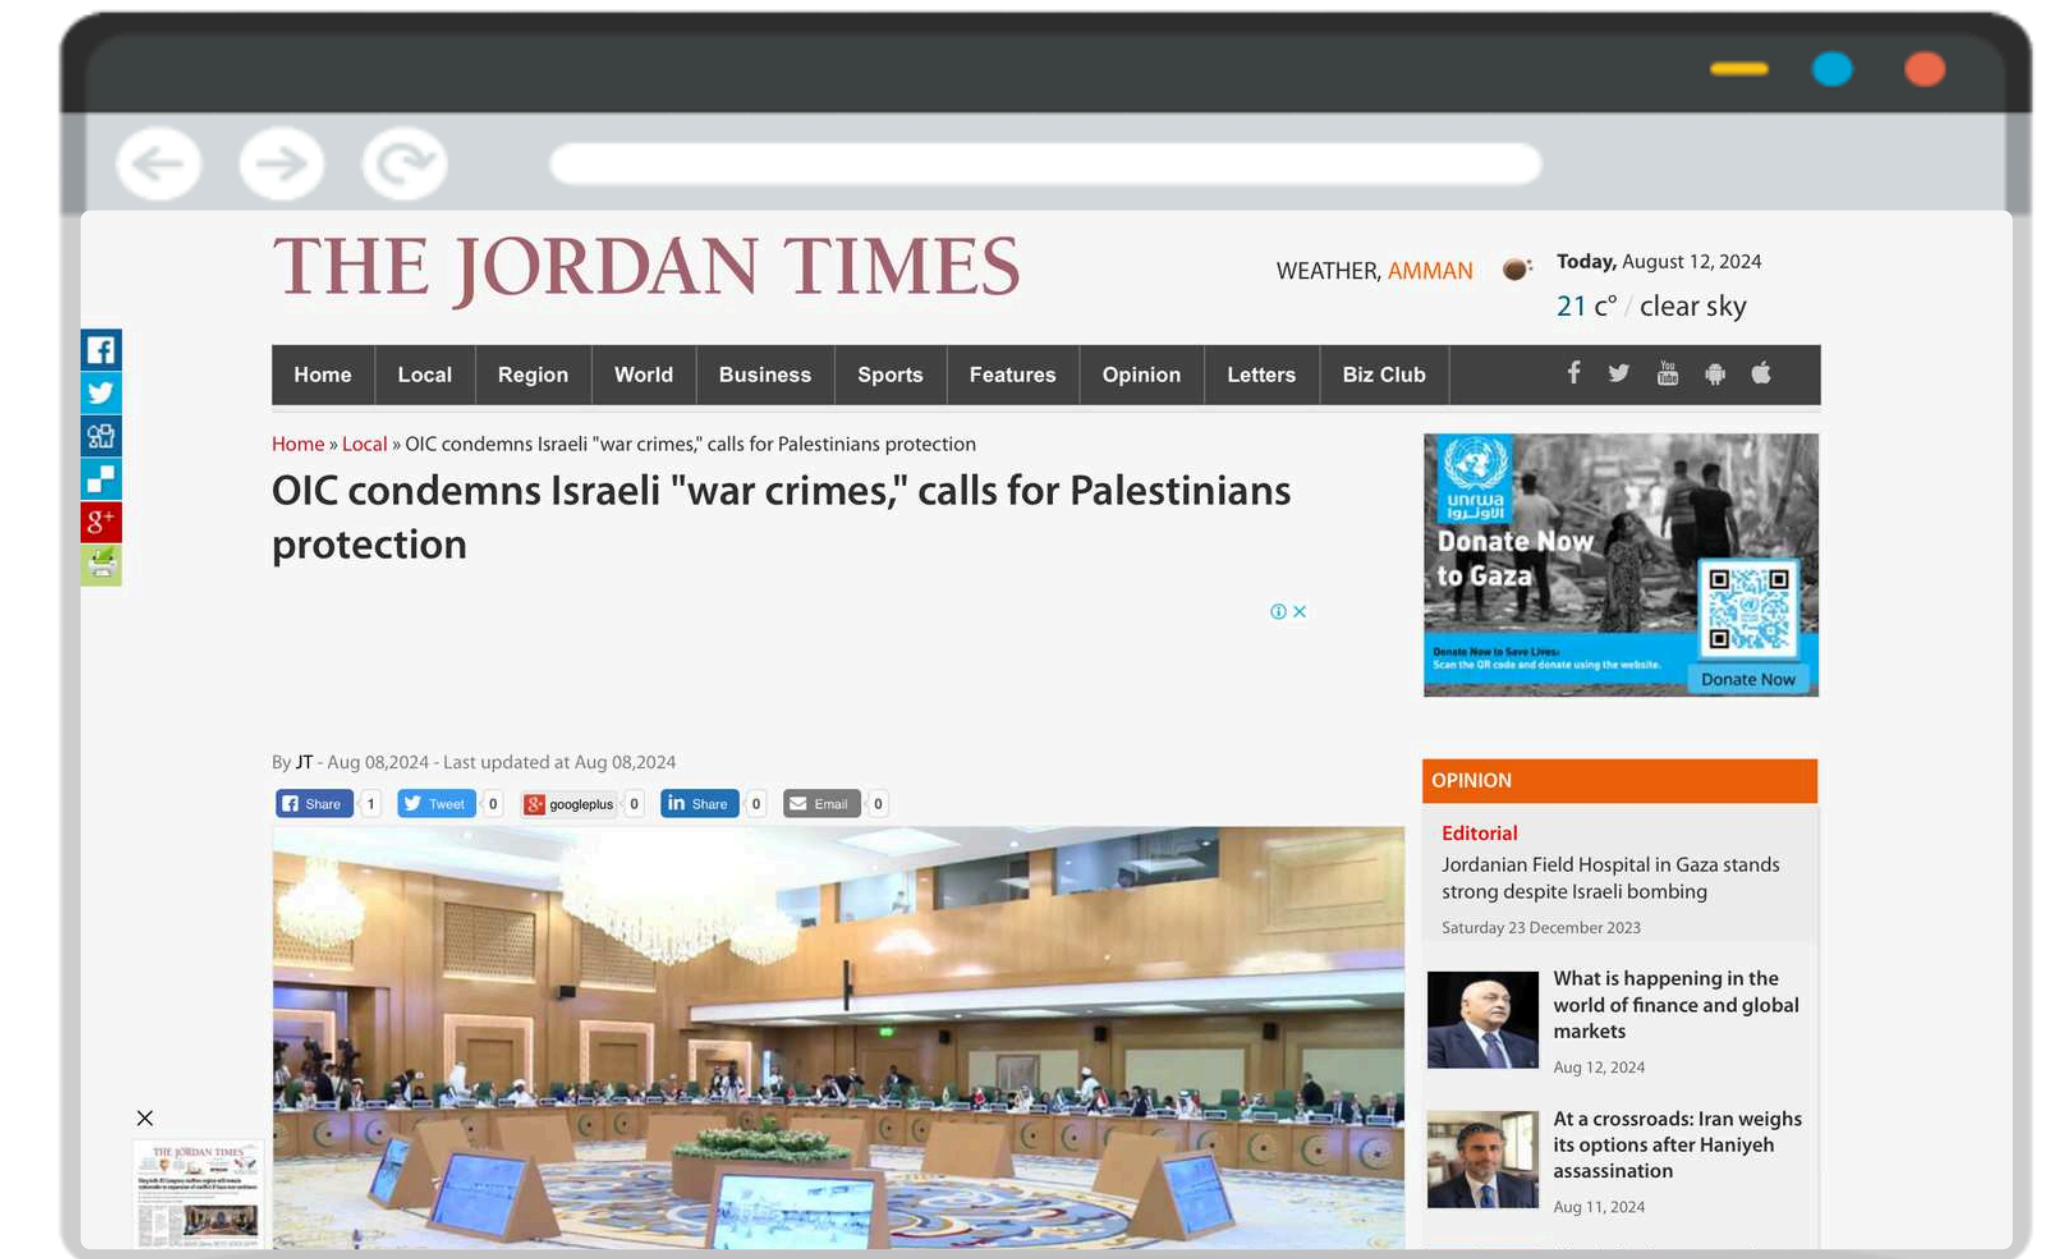 THE JORDAN TIMES
WEATHER, AMMAN
Today, August 12, 2024
21 c° / clear sky
Home Local Region World Business Sports Features Opinion Letters Biz Club
You
Tube
g+
Home » Local » OIC condemns Israeli "war crimes," calls for Palestinians protection
OIC condemns Israeli "war crimes," calls for Palestinians
protection
unrwa
الأونروا
Donate Now
to Gaza
Donate Now to Save Lives:
Scan the QR code and donate using the website.
Donate Now
By JT - Aug 08,2024 - Last updated at Aug 08,2024
Share 1 Tweet 0 googleplus 0 in Share 0 Email 0
OPINION
Editorial
Jordanian Field Hospital in Gaza stands
strong despite Israeli bombing
Saturday 23 December 2023
What is happening in the
world of finance and global
markets
Aug 12, 2024
At a crossroads: Iran weighs
its options after Haniyeh
assassination
Aug 11, 2024
THE JORDAN TIMES